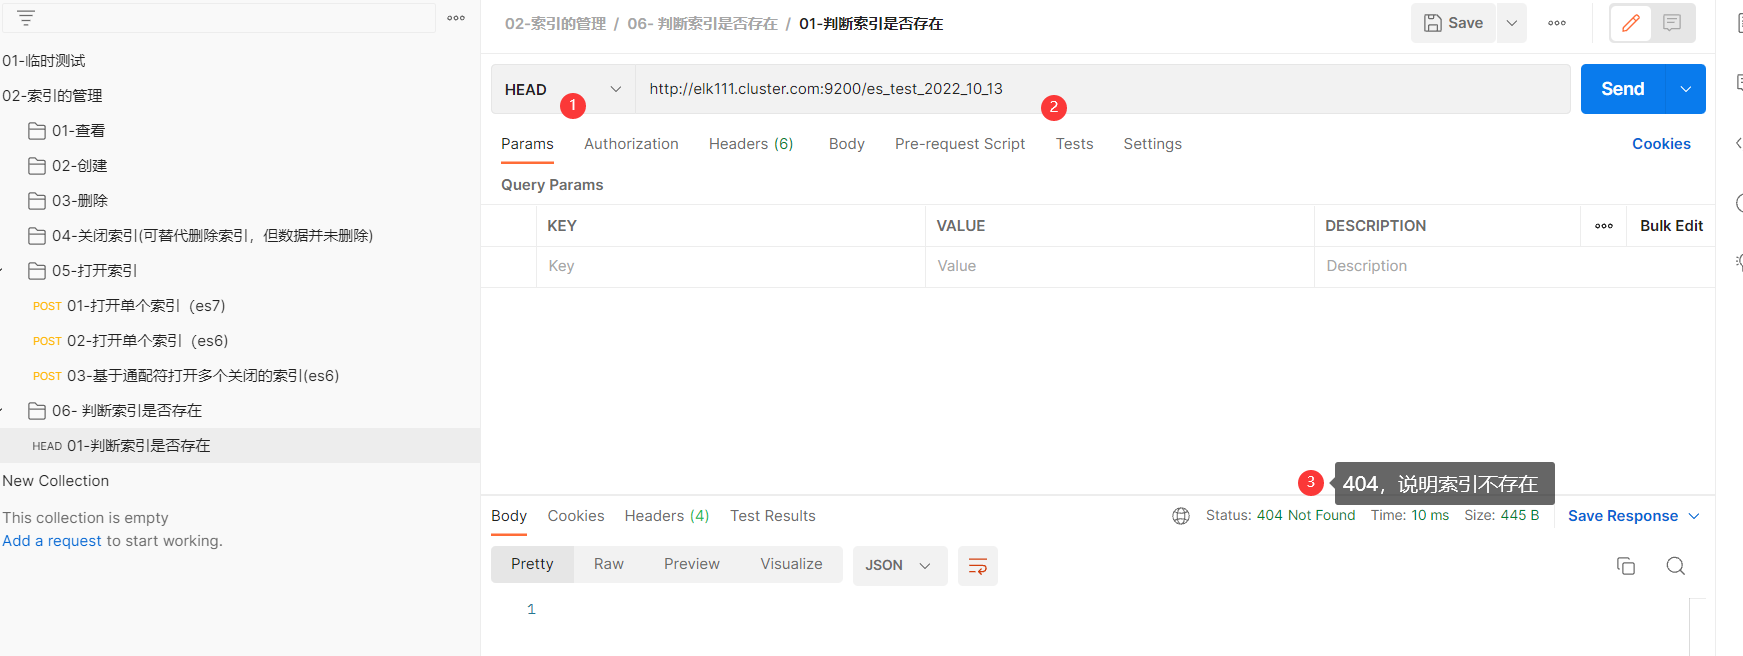 01-临时测试
02-索引的管理
01-查看
02-创建
03-删除
04-关闭索引(可替代删除索引，但数据并未删除)
05-打开索引
POST 01-打开单个索引（es7)
POST 02-打开单个索引（es6)
POST 03-基于通配符打开多个关闭的索引(es6)
06- 判断索引是否存在
HEAD 01-判断索引是否存在
New Collection
This collection is empty
Add a request to start working.
02-索引的管理 / 06- 判断索引是否存在 / 01-判断索引是否存在
Save
HEAD http://elk111.cluster.com:9200/es_test_2022_10_13
Send
1
2
Params Authorization Headers (6) Body Pre-request Script Tests Settings Cookies
Query Params
KEY VALUE DESCRIPTION Bulk Edit
Key Value Description
3 404，说明索引不存在
Body Cookies Headers (4) Test Results Status: 404 Not Found Time: 10 ms Size: 445 B Save Response
Pretty Raw Preview Visualize JSON
1